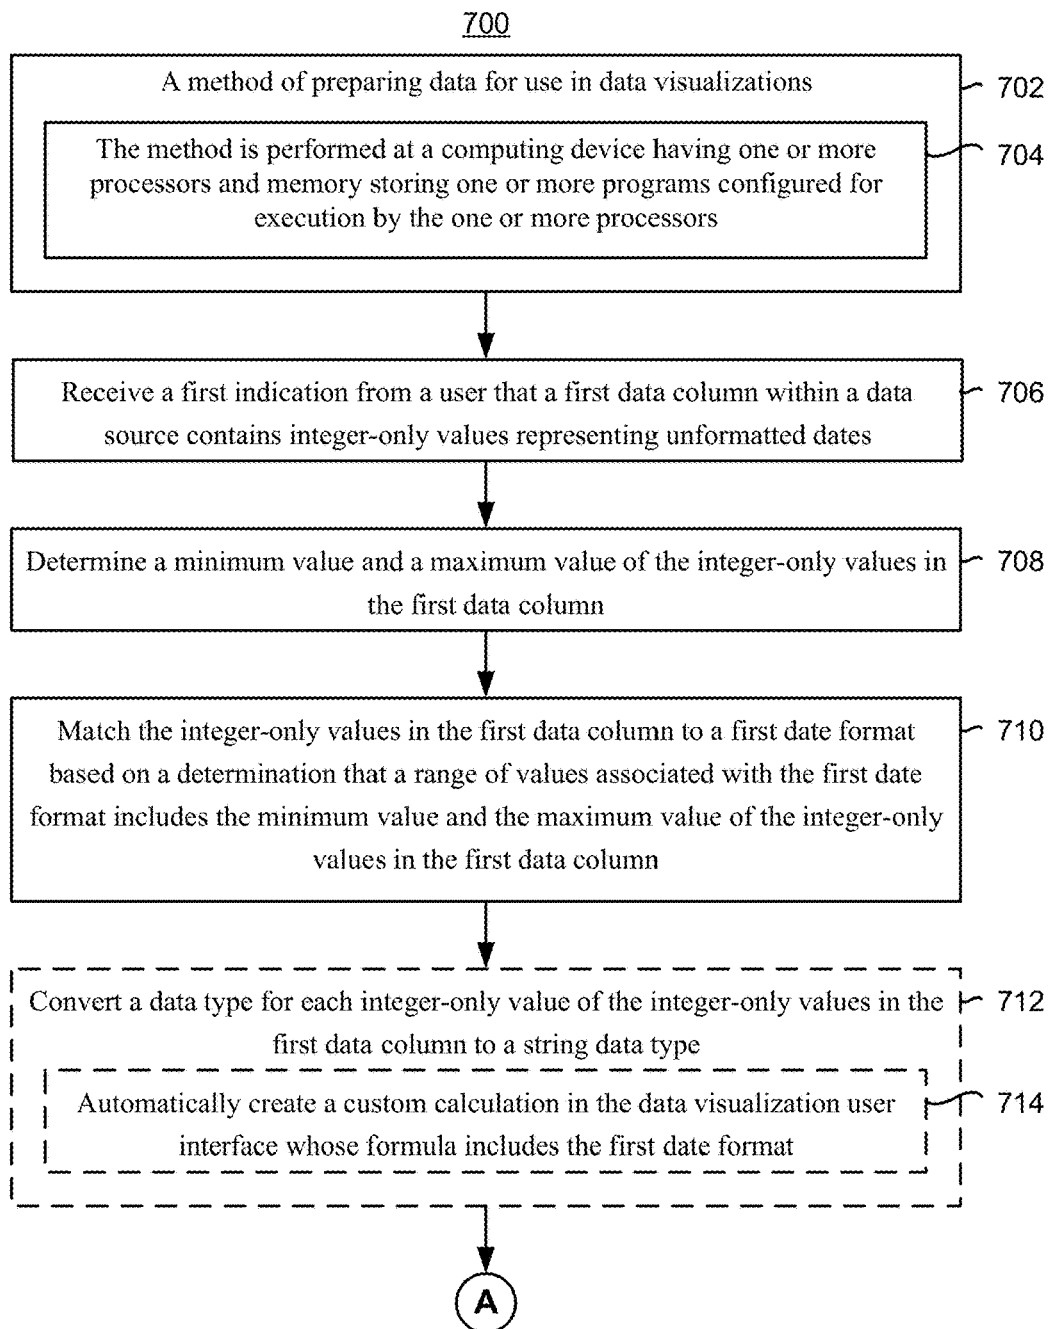 700
A method of preparing data for use in data visualizations
702
The method is performed at a computing device having one or more
704
processors and memory storing one or more programs configured for
execution by the one or more processors
Receive a first indication from a user that a first data column within a data
706
source contains integer-only values representing unformatted dates
Determine a minimum value and a maximum value of the integer-only values in
708
the first data column
Match the integer-only values in the first data column to a first date format
710
based on a determination that a range of values associated with the first date
format includes the minimum value and the maximum value of the integer-only
values in the first data column
Convert a data type for each integer-only value of the integer-only values in the
712
first data column to a string data type
Automatically create a custom calculation in the data visualization user
714
interface whose formula includes the first date format
A